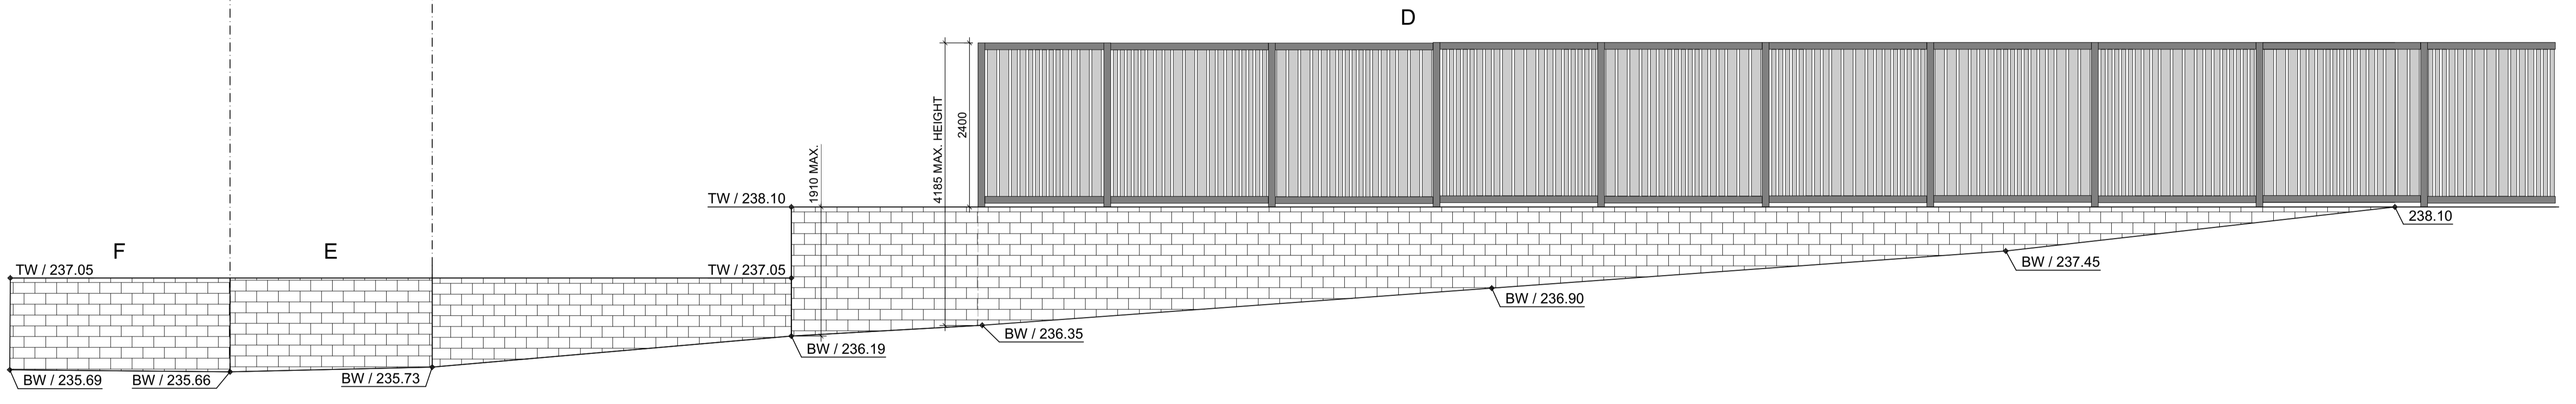 D
4185 MAX. HEIGHT
2400
1910 MAX.
TW / 238.10
238.10
F
E
TW / 237.05
TW / 237.05
BW / 237.45
BW / 236.90
BW / 236.35
BW / 236.19
BW / 235.69
BW / 235.66
BW / 235.73